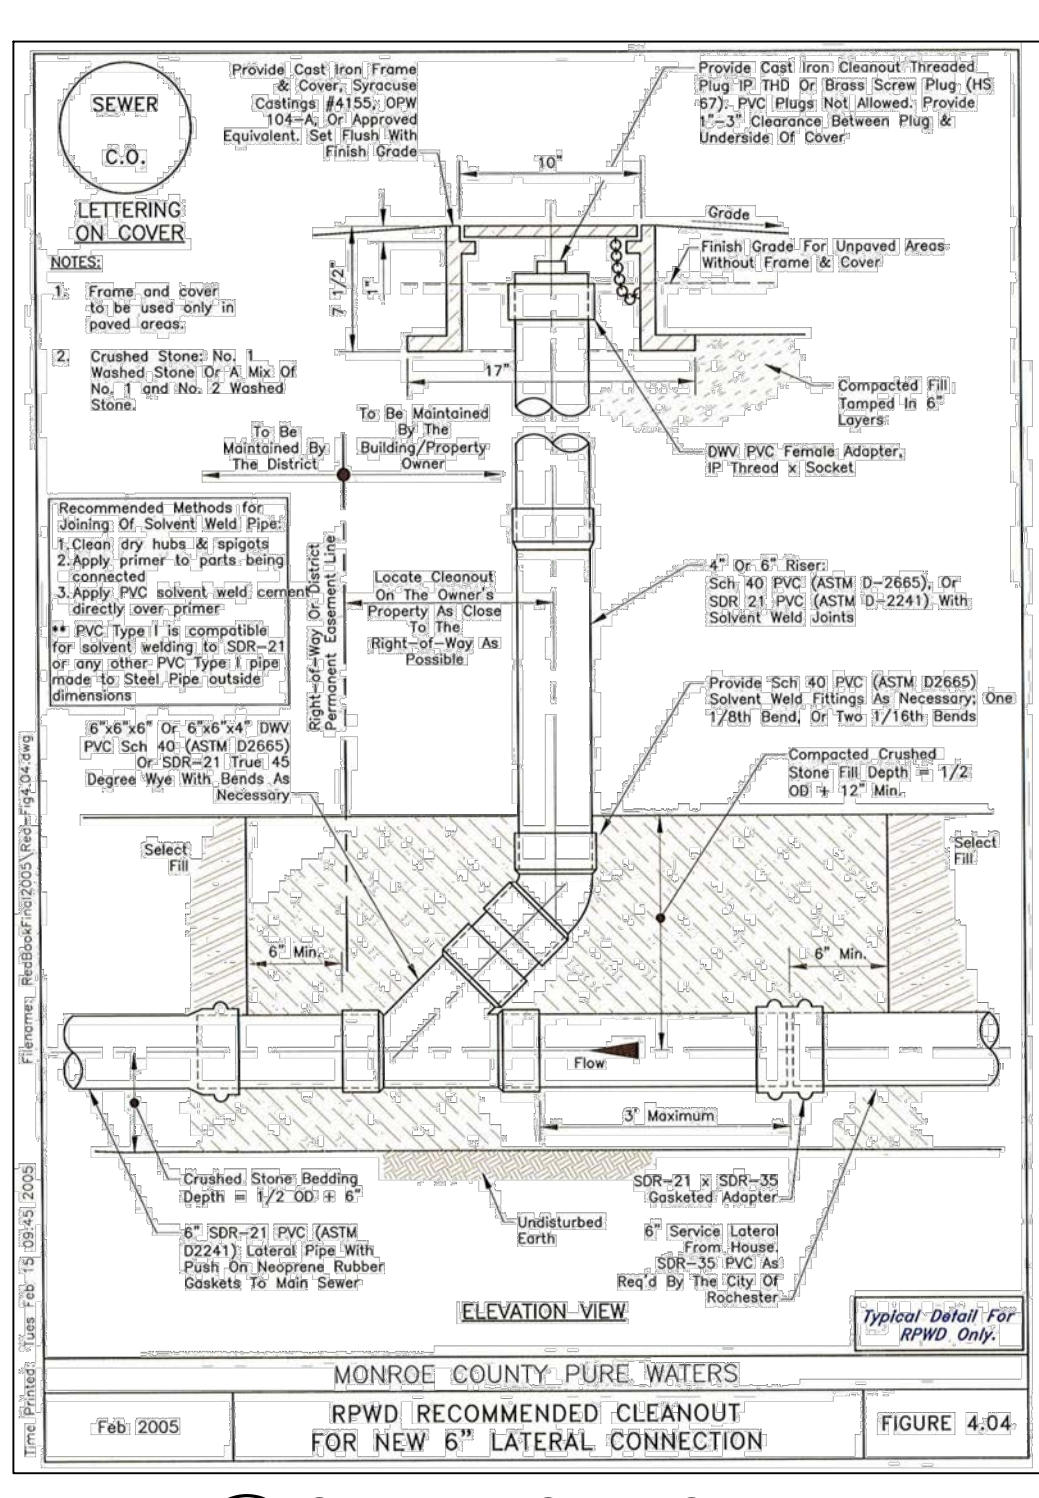 SEWER
C.O.
LETTERING
ON COVER
Provide Cast Iron Frame
& Cover, Syracuse
Castings #4155, OPW
104-A, Or Approved
Equivalent. Set Flush With
Finish Grade
Provide Cast Iron Cleanout Threaded
Plug IP THD Or Brass Screw Plug (HS
67). PVC Plugs Not Allowed. Provide
1"-3" Clearance Between Plug &
Underside Of Cover
10"
Grade
Finish Grade For Unpaved Areas
Without Frame & Cover
7 1/2"
1"
17"
NOTES:
1. Frame and cover
to be used only in
paved areas.
2. Crushed Stone: No. 1
Washed Stone Or A Mix Of
No. 1 and No. 2 Washed
Stone.
Compacted Fill
Tamped In 6"
Layers
To Be
Maintained By
The District
To Be Maintained
By The
Building/Property
Owner
DWV PVC Female Adapter,
IP Thread x Socket
Recommended Methods for
Joining Of Solvent Weld Pipe:
1. Clean dry hubs & spigots
2. Apply primer to parts being
connected
3. Apply PVC solvent weld cement
directly over primer
** PVC Type I is compatible
for solvent welding to SDR-21
or any other PVC Type I pipe
made to Steel Pipe outside
dimensions
Right-of-Way Or District
Permanent Easement Line
Locate Cleanout
On The Owner's
Property As Close
To The
Right-of-Way As
Possible
4" Or 6" Riser:
Sch 40 PVC (ASTM D-2665), Or
SDR 21 PVC (ASTM D-2241) With
Solvent Weld Joints
Provide Sch 40 PVC (ASTM D2665)
Solvent Weld Fittings As Necessary; One
1/8th Bend, Or Two 1/16th Bends
6"x6"x6" Or 6"x6"x4" DWV
PVC Sch 40 (ASTM D2665)
Or SDR-21 True 45
Degree Wye With Bends As
Necessary
Compacted Crushed
Stone Fill Depth = 1/2
OD + 12" Min.
Select
Fill
Select
Fill
6" Min.
6" Min.
Flow
3' Maximum
Crushed Stone Bedding
Depth = 1/2 OD + 6"
6" SDR-21 PVC (ASTM
D2241) Lateral Pipe With
Push On Neoprene Rubber
Gaskets To Main Sewer
Undisturbed
Earth
SDR-21 x SDR-35
Gasketed Adapter
6" Service Lateral
From House.
SDR-35 PVC As
Req'd By The City Of
Rochester
ELEVATION VIEW
Typical Detail For
RPWD Only.
MONROE COUNTY PURE WATERS
Feb 2005
RPWD RECOMMENDED CLEANOUT
FOR NEW 6" LATERAL CONNECTION
FIGURE 4.04
Time Printed: Tues Feb 15 09:45 2005
Filename: RedBookFinal2005\Red-Fig4.04.dwg